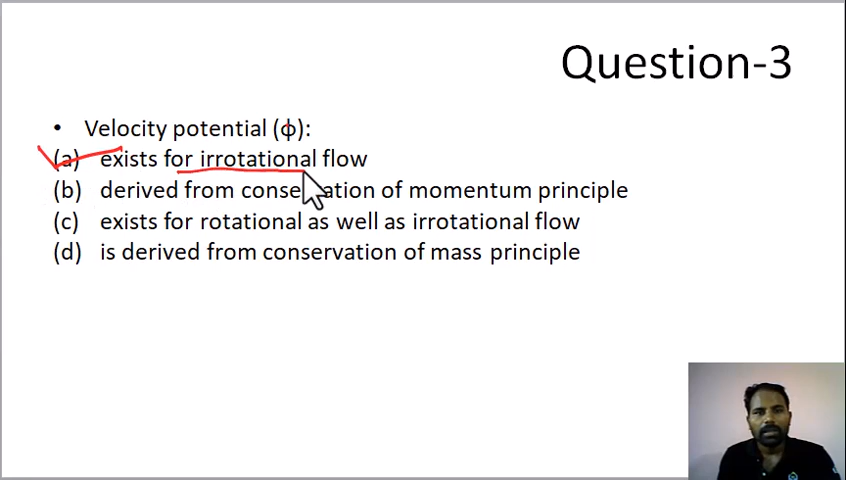 Question-3
• Velocity potential (ϕ):
(a) exists for irrotational flow
(b) derived from conservation of momentum principle
(c) exists for rotational as well as irrotational flow
(d) is derived from conservation of mass principle